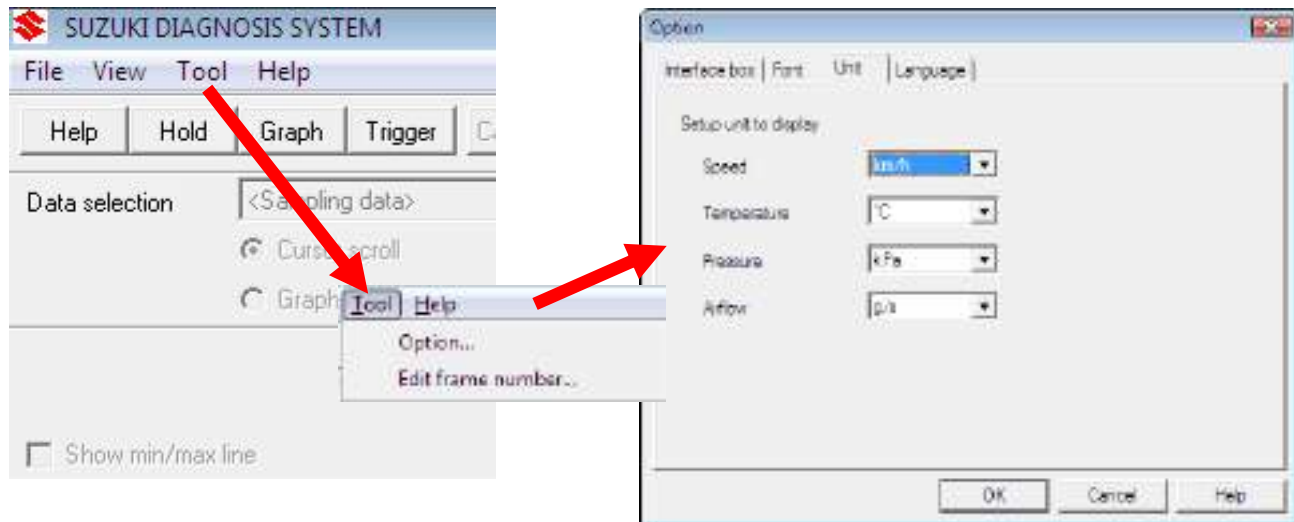 SUZUKI DIAGNOSIS SYSTEM
File View Tool Help
Help Hold Graph Trigger
Data selection <Sampling data>
Cursor scroll
Graph
Tool Help
Option...
Edit frame number...
Show min/max line
Option
Interface box Font Unit Language
Setup unit to display
Speed km/h
Temperature °C
Pressure kPa
Airflow g/s
OK Cancel Help